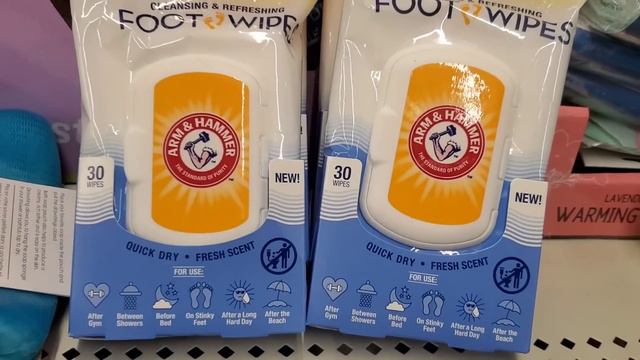 CLEANSING & REFRESHING
FOOT WIPE
ARM & HAMMER
THE STANDARD OF PURITY
30
WIPES
NEW!
QUICK DRY • FRESH SCENT
FOR USE:
After Gym
Between Showers
Before Bed
On Stinky Feet
After a Long Hard Day
After the Beach
REFRESHING
FOOT WIPES
ARM & HAMMER
THE STANDARD OF PURITY
30
WIPES
NEW!
QUICK DRY • FRESH SCENT
FOR USE:
After Gym
Between Showers
Before Bed
On Stinky Feet
After a Long Hard Day
After the Beach
LAVEND
WARMING